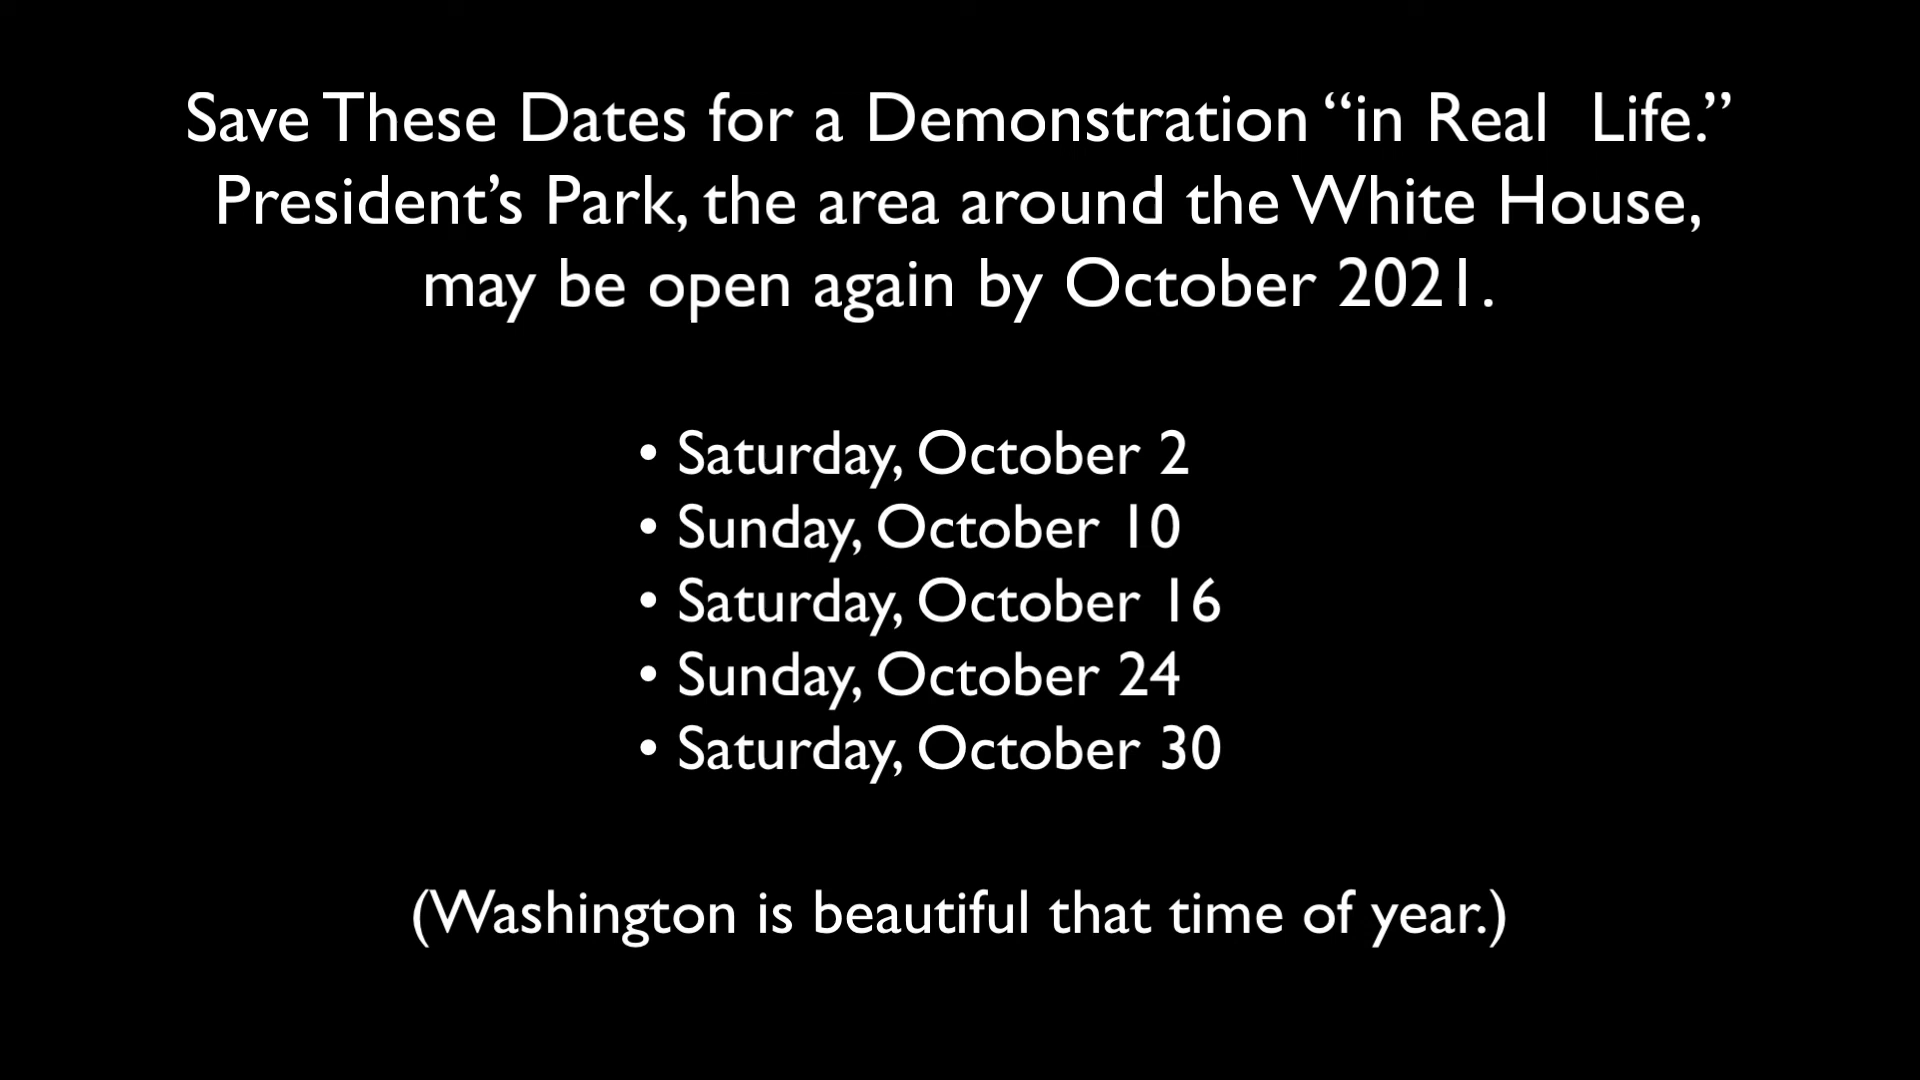 Save These Dates for a Demonstration “in Real Life.”
President’s Park, the area around the White House,
may be open again by October 2021.
• Saturday, October 2
• Sunday, October 10
• Saturday, October 16
• Sunday, October 24
• Saturday, October 30
(Washington is beautiful that time of year.)